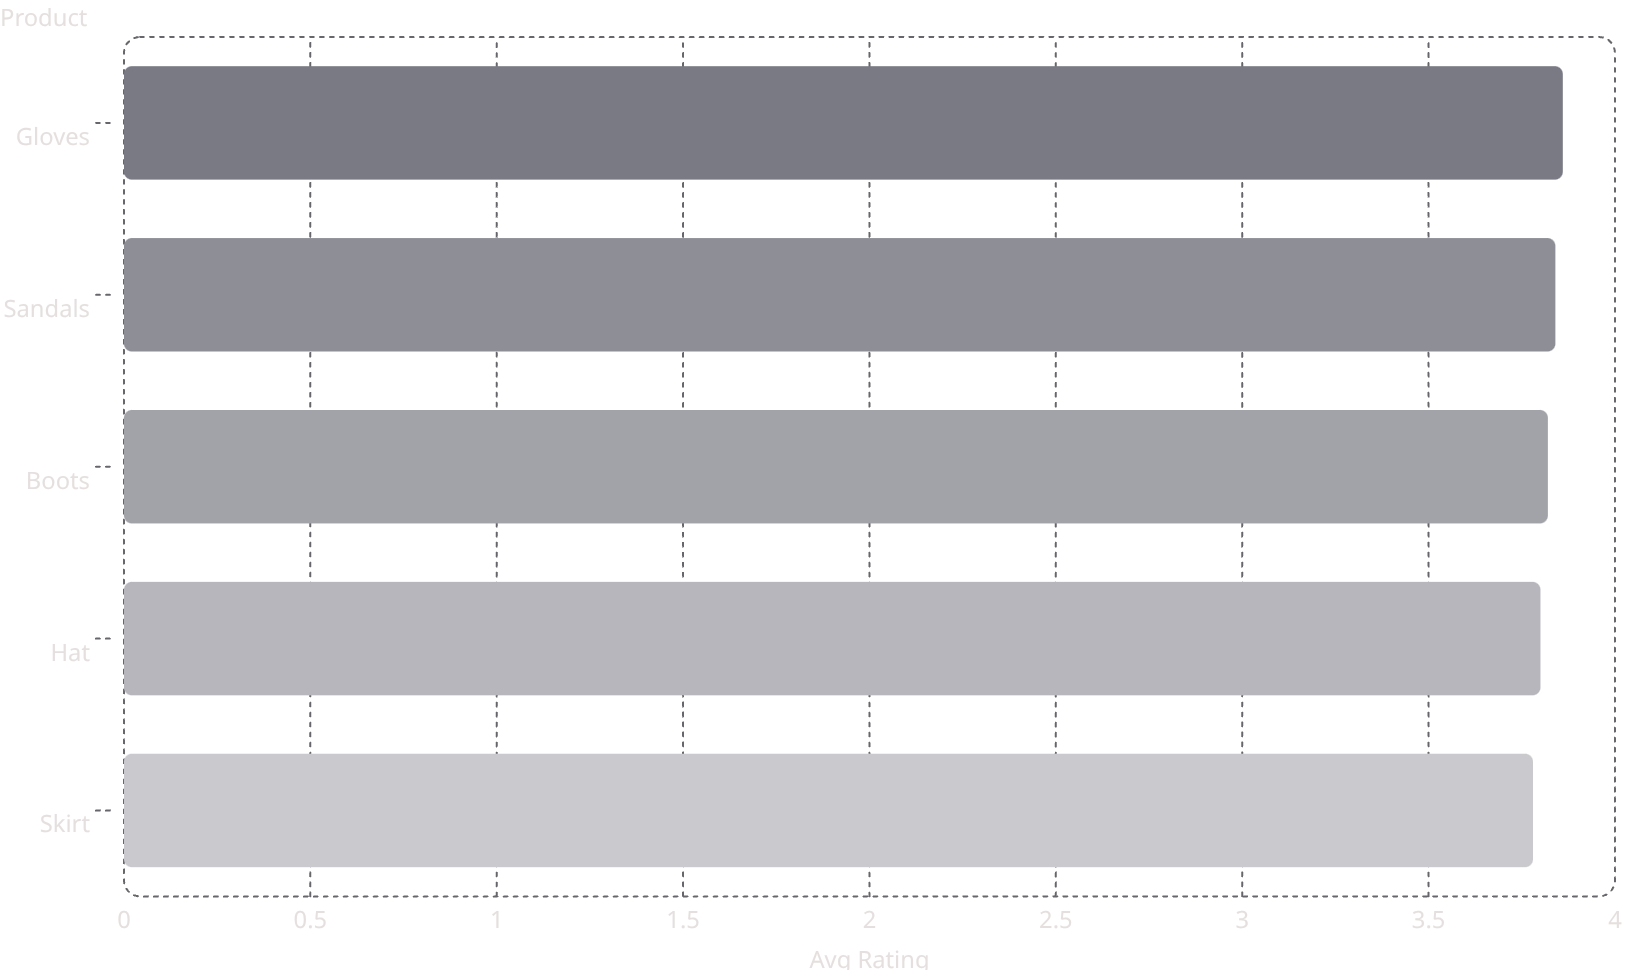 Product
Gloves
Sandals
Boots
Hat
Skirt
0 0.5 1 1.5 2 2.5 3 3.5 4
Avg Rating